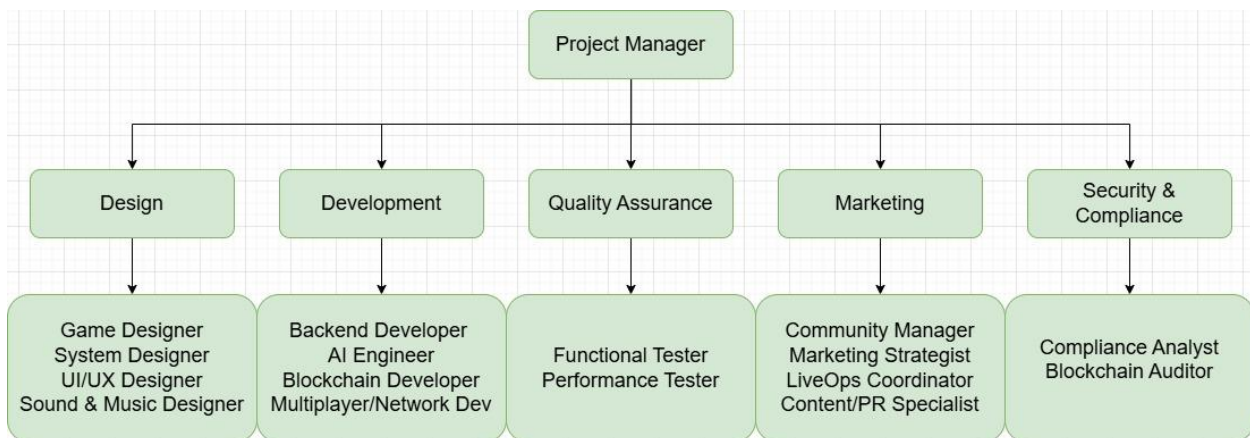 Project Manager
Design
Development
Quality Assurance
Marketing
Security &
Compliance
Game Designer
System Designer
UI/UX Designer
Sound & Music Designer
Backend Developer
AI Engineer
Blockchain Developer
Multiplayer/Network Dev
Functional Tester
Performance Tester
Community Manager
Marketing Strategist
LiveOps Coordinator
Content/PR Specialist
Compliance Analyst
Blockchain Auditor